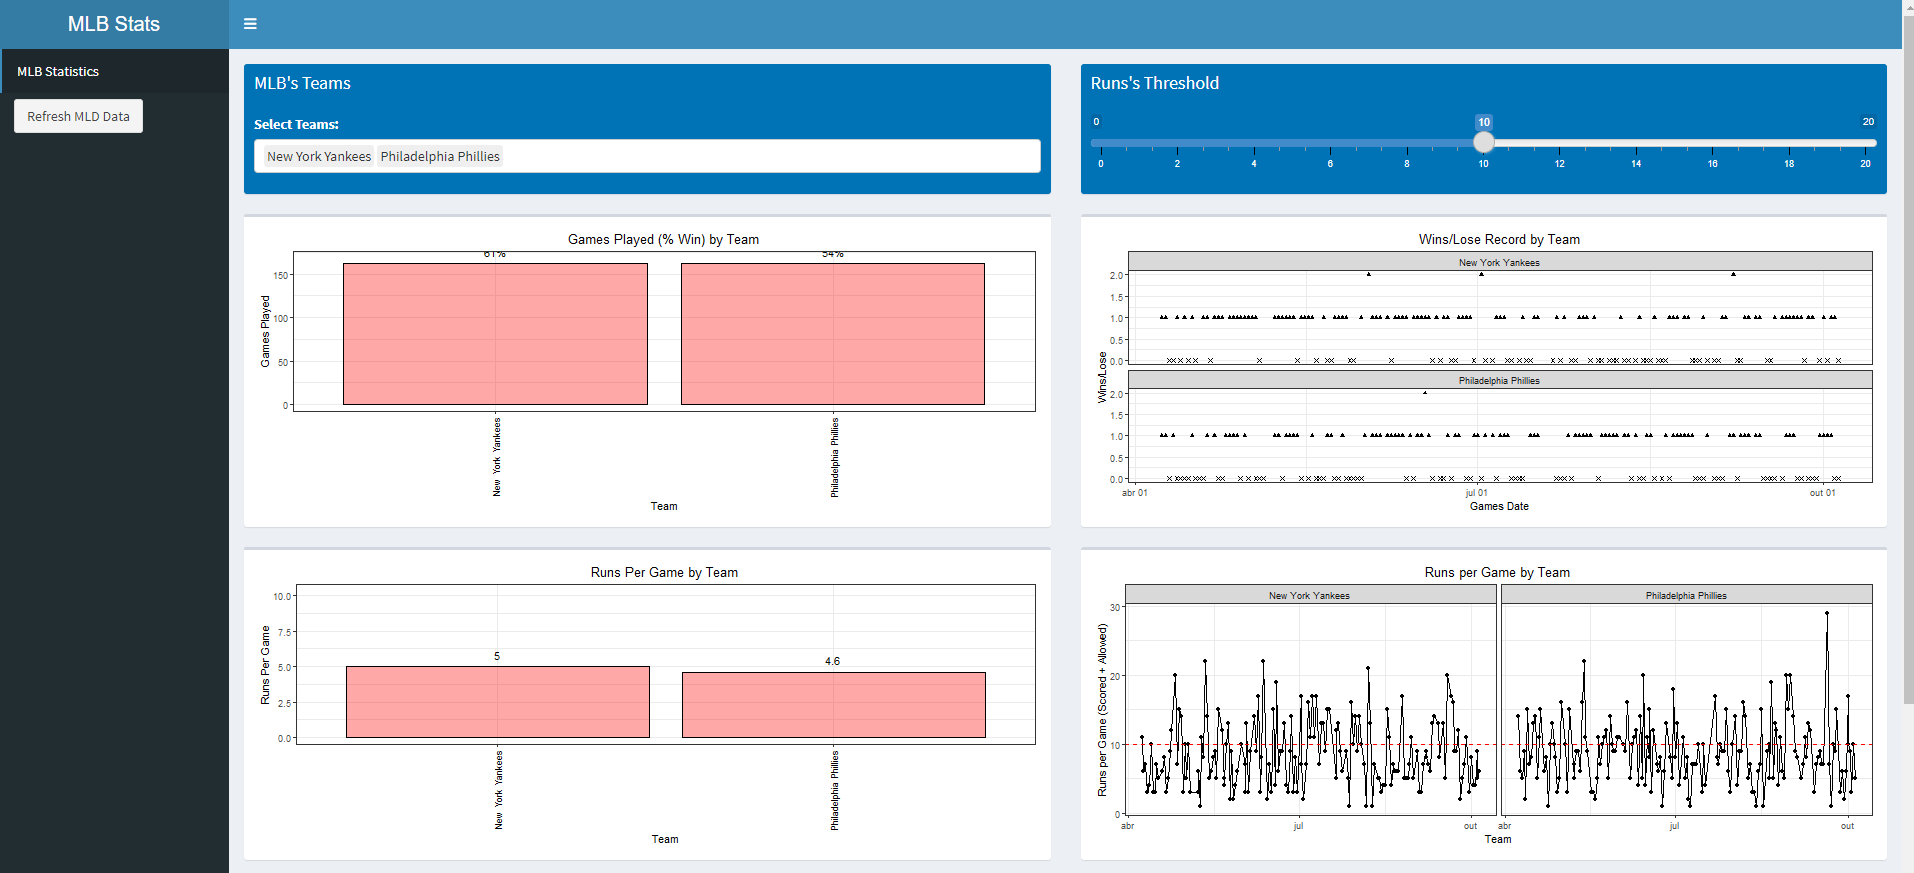 MLB Stats
MLB Statistics
Refresh MLD Data
MLB's Teams
Select Teams:
New York Yankees Philadelphia Phillies
Runs's Threshold
0 10 20
0 2 4 6 8 10 12 14 16 18 20
Games Played (% Win) by Team
61% 54%
150
100
50
0
Games Played
New York Yankees
Philadelphia Phillies
Team
Wins/Lose Record by Team
New York Yankees
2.0
1.5
1.0
0.5
0.0
Philadelphia Phillies
2.0
1.5
1.0
0.5
0.0
Wins/Lose
abr 01 jul 01 out 01
Games Date
Runs Per Game by Team
10.0
7.5
5.0
2.5
0.0
Runs Per Game
5
4.6
New York Yankees
Philadelphia Phillies
Team
Runs per Game by Team
New York Yankees Philadelphia Phillies
30
20
10
0
Runs per Game (Scored + Allowed)
abr jul out abr jul out
Team